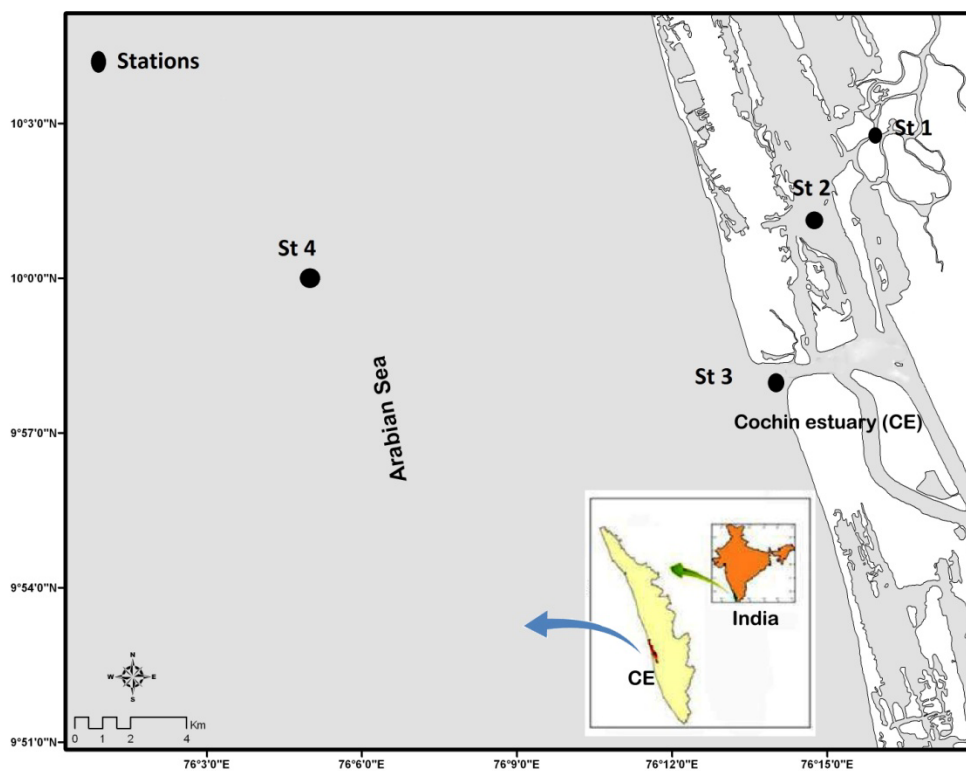 Stations
10°3'0"N
St 1
St 2
St 4
10°0'0"N
St 3
Arabian Sea
Cochin estuary (CE)
9°57'0"N
9°54'0"N
India
CE
N
W E
S
Km
0 1 2 4
9°51'0"N
76°3'0"E 76°6'0"E 76°9'0"E 76°12'0"E 76°15'0"E